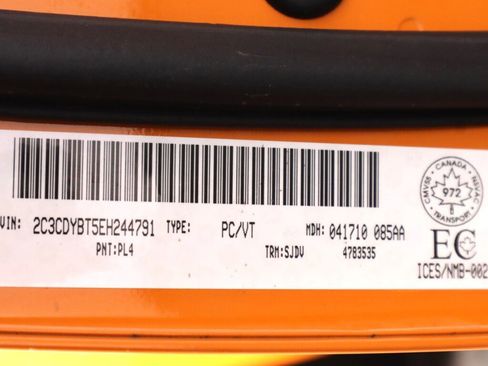 CMVSS · CANADA · NSVAC
972
TRANSPORT
VIN: 2C3CDYBT5EH244791 TYPE: PC/VT MDH: 041710 085AA
PNT:PL4 TRM:SJDV 4783535
EC
ICES/NMB-002